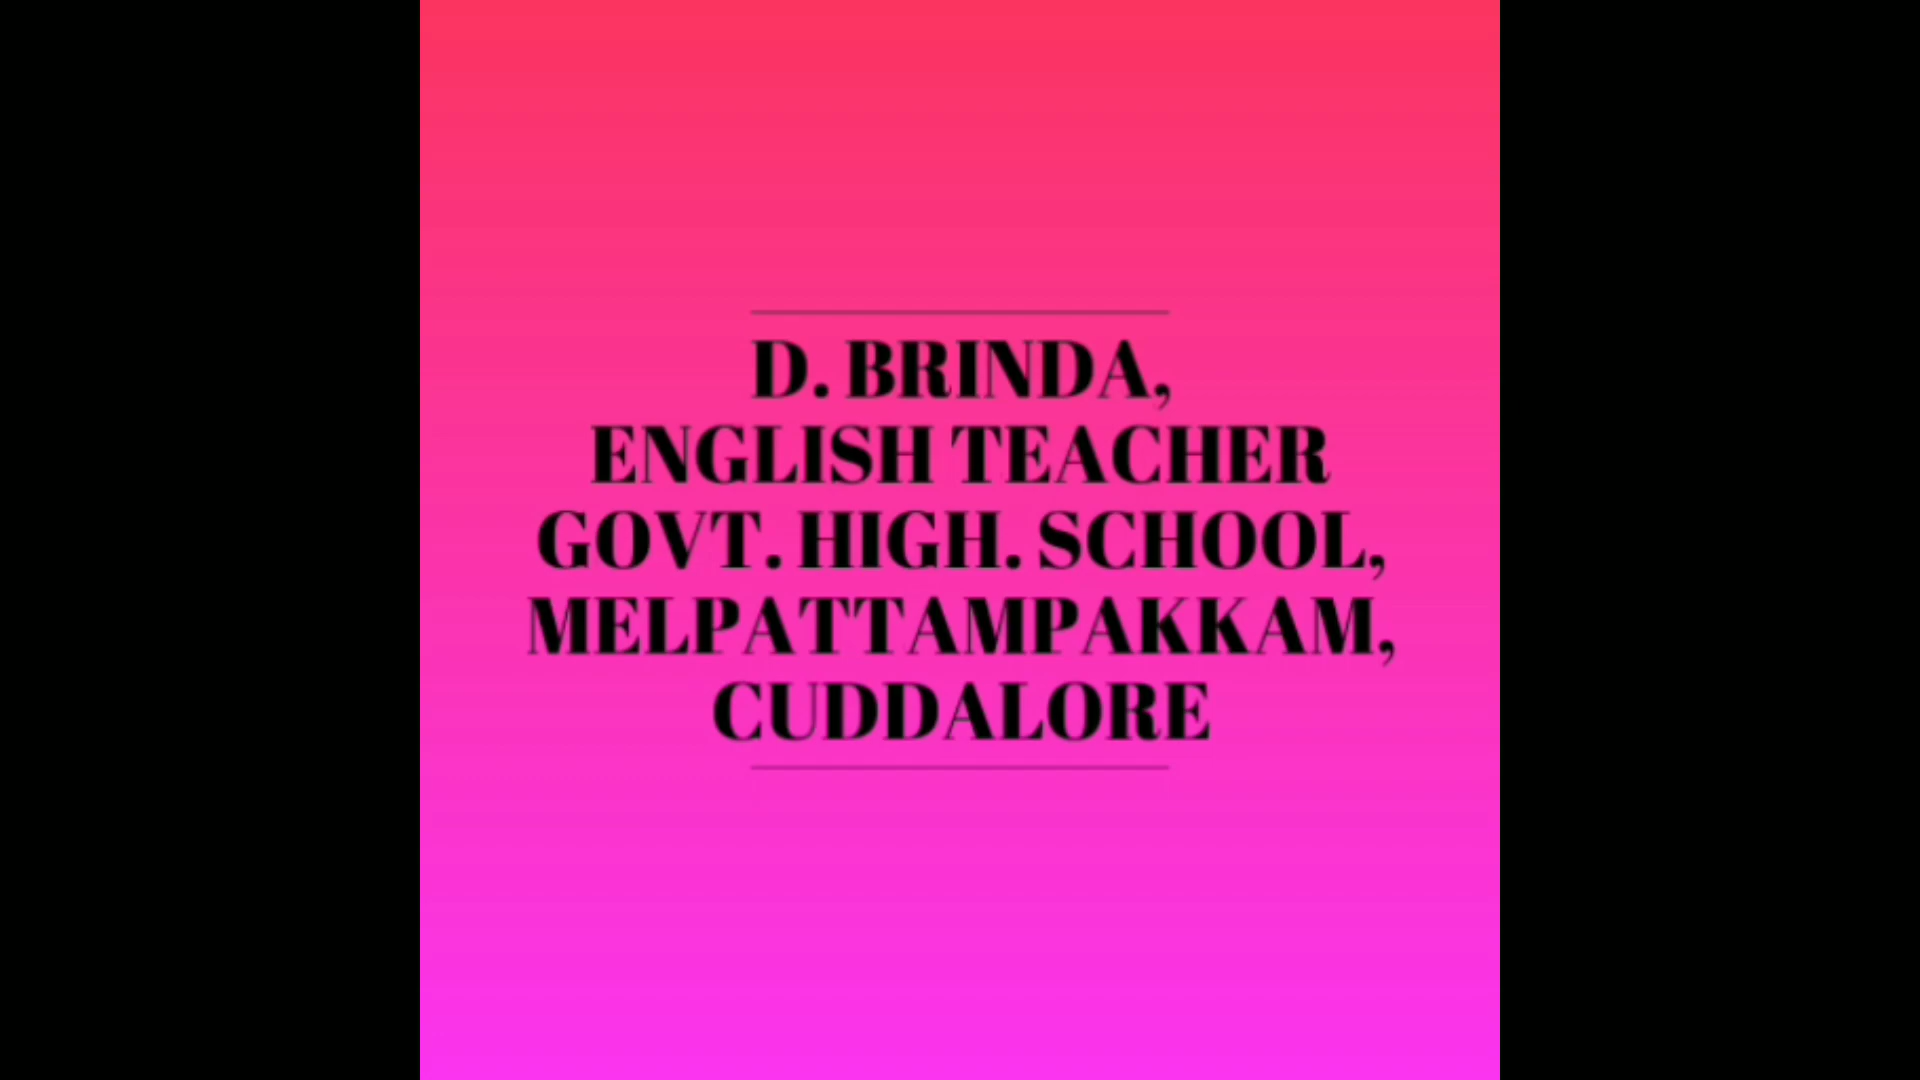 D. BRINDA,
ENGLISH TEACHER
GOVT. HIGH. SCHOOL,
MELPATTAMPAKKAM,
CUDDALORE